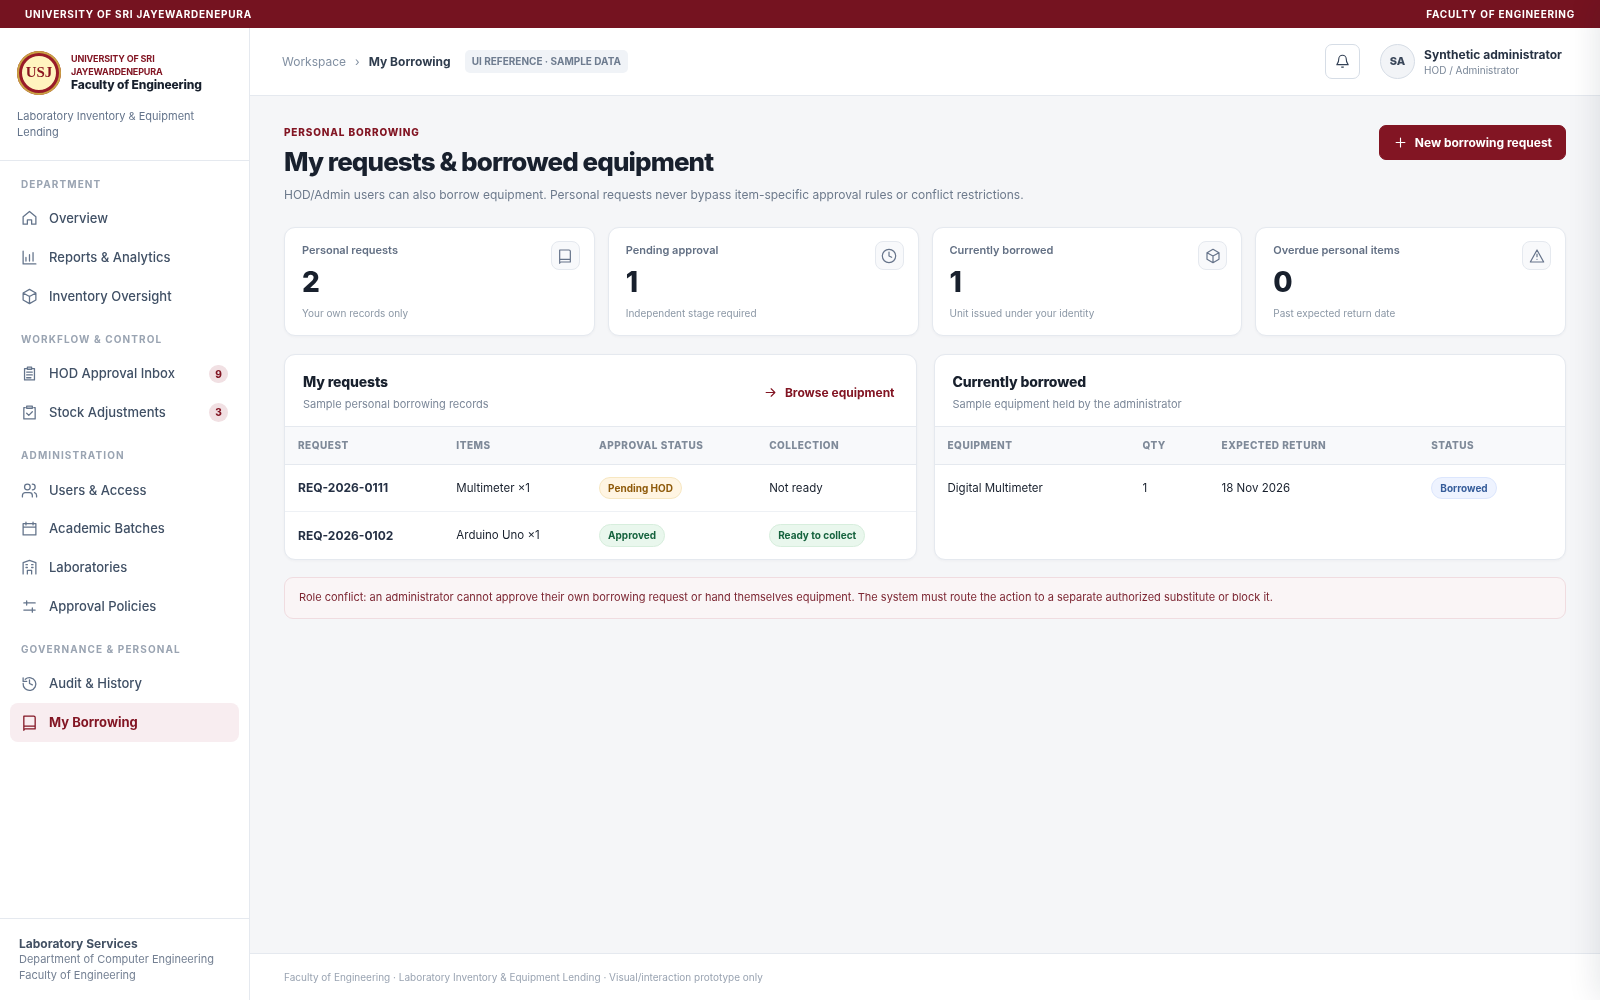 UNIVERSITY OF SRI JAYEWARDENEPURA
FACULTY OF ENGINEERING
USJ
UNIVERSITY OF SRI
JAYEWARDENEPURA
Faculty of Engineering
Laboratory Inventory & Equipment
Lending
DEPARTMENT
Overview
Reports & Analytics
Inventory Oversight
WORKFLOW & CONTROL
HOD Approval Inbox 9
Stock Adjustments 3
ADMINISTRATION
Users & Access
Academic Batches
Laboratories
Approval Policies
GOVERNANCE & PERSONAL
Audit & History
My Borrowing
Laboratory Services
Department of Computer Engineering
Faculty of Engineering
Workspace › My Borrowing UI REFERENCE · SAMPLE DATA
SA
Synthetic administrator
HOD / Administrator
PERSONAL BORROWING
My requests & borrowed equipment
HOD/Admin users can also borrow equipment. Personal requests never bypass item-specific approval rules or conflict restrictions.
New borrowing request
Personal requests
2
Your own records only
Pending approval
1
Independent stage required
Currently borrowed
1
Unit issued under your identity
Overdue personal items
0
Past expected return date
My requests
Sample personal borrowing records
→ Browse equipment
REQUEST ITEMS APPROVAL STATUS COLLECTION
REQ-2026-0111 Multimeter ×1 Pending HOD Not ready
REQ-2026-0102 Arduino Uno ×1 Approved Ready to collect
Currently borrowed
Sample equipment held by the administrator
EQUIPMENT QTY EXPECTED RETURN STATUS
Digital Multimeter 1 18 Nov 2026 Borrowed
Role conflict: an administrator cannot approve their own borrowing request or hand themselves equipment. The system must route the action to a separate authorized substitute or block it.
Faculty of Engineering · Laboratory Inventory & Equipment Lending · Visual/interaction prototype only